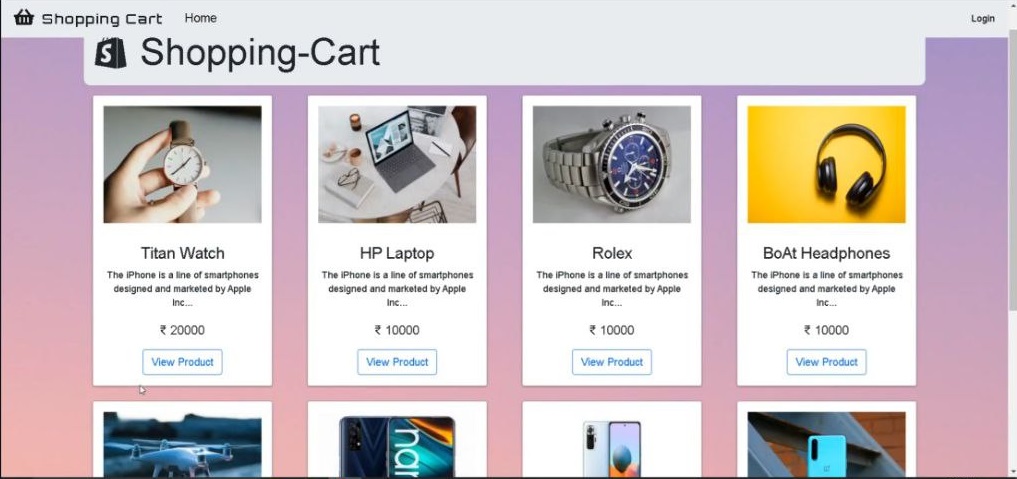 Shopping Cart Home Login
Shopping-Cart
Titan Watch
The iPhone is a line of smartphones
designed and marketed by Apple
Inc...
₹ 20000
View Product
HP Laptop
The iPhone is a line of smartphones
designed and marketed by Apple
Inc...
₹ 10000
View Product
Rolex
The iPhone is a line of smartphones
designed and marketed by Apple
Inc...
₹ 10000
View Product
BoAt Headphones
The iPhone is a line of smartphones
designed and marketed by Apple
Inc...
₹ 10000
View Product